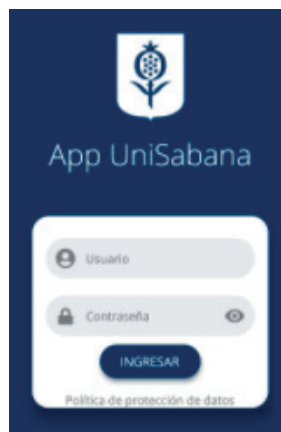 App UniSabana
Usuario
Contraseña
INGRESAR
Política de protección de datos